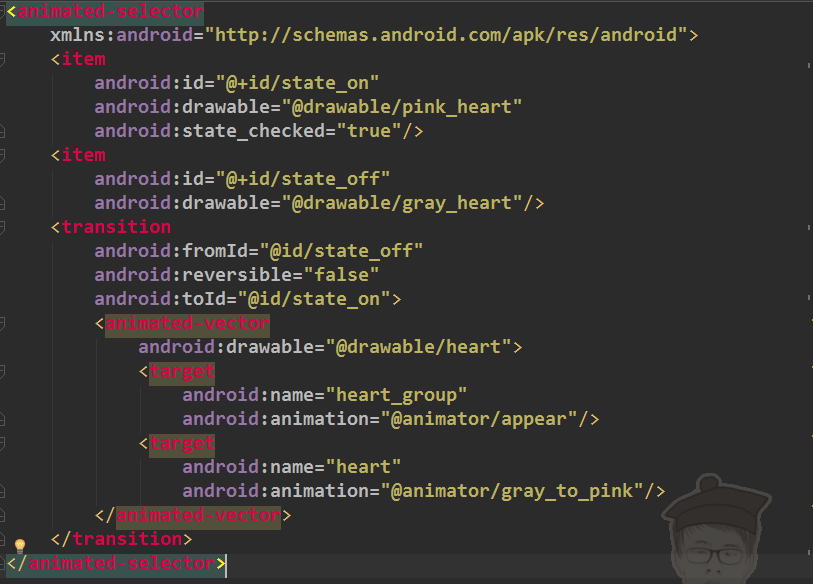 <animated-selector
    xmlns:android="http://schemas.android.com/apk/res/android">
    <item
        android:id="@+id/state_on"
        android:drawable="@drawable/pink_heart"
        android:state_checked="true"/>
    <item
        android:id="@+id/state_off"
        android:drawable="@drawable/gray_heart"/>
    <transition
        android:fromId="@id/state_off"
        android:reversible="false"
        android:toId="@id/state_on">
        <animated-vector
            android:drawable="@drawable/heart">
            <target
                android:name="heart_group"
                android:animation="@animator/appear"/>
            <target
                android:name="heart"
                android:animation="@animator/gray_to_pink"/>
        </animated-vector>
    </transition>
</animated-selector>